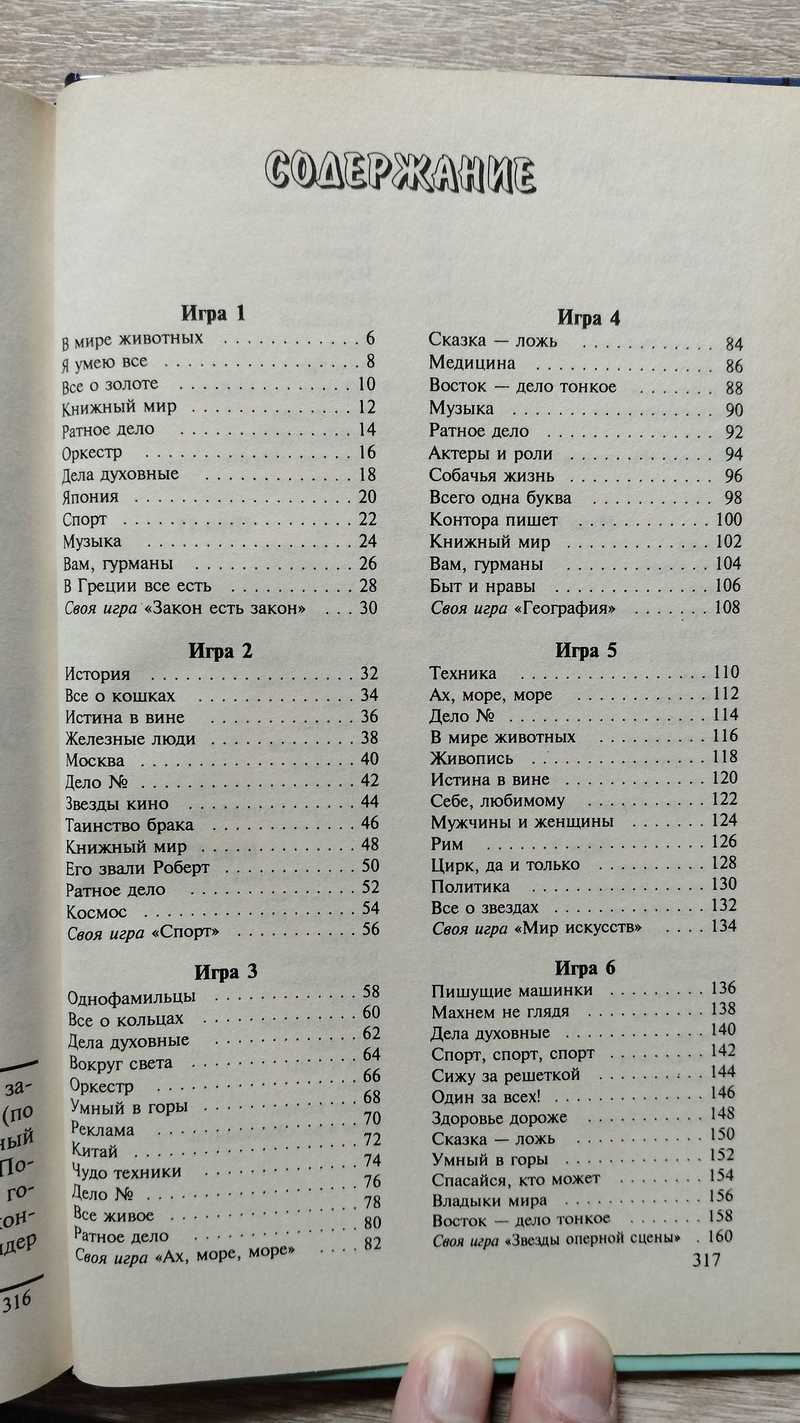 СОДЕРЖАНИЕ
Игра 1
В мире животных . . . . . . . . . . . . 6
Я умею все . . . . . . . . . . . . . . . . . 8
Все о золоте . . . . . . . . . . . . . . . 10
Книжный мир . . . . . . . . . . . . . . 12
Ратное дело . . . . . . . . . . . . . . . 14
Оркестр . . . . . . . . . . . . . . . . . . 16
Дела духовные . . . . . . . . . . . . . 18
Япония . . . . . . . . . . . . . . . . . . . 20
Спорт . . . . . . . . . . . . . . . . . . . . 22
Музыка . . . . . . . . . . . . . . . . . . 24
Вам, гурманы . . . . . . . . . . . . . . 26
В Греции все есть . . . . . . . . . . . 28
Своя игра «Закон есть закон» . . . 30
Игра 2
История . . . . . . . . . . . . . . . . . . 32
Все о кошках . . . . . . . . . . . . . . 34
Истина в вине . . . . . . . . . . . . . 36
Железные люди . . . . . . . . . . . . 38
Москва . . . . . . . . . . . . . . . . . . 40
Дело № . . . . . . . . . . . . . . . . . . 42
Звезды кино . . . . . . . . . . . . . . 44
Таинство брака . . . . . . . . . . . . 46
Книжный мир . . . . . . . . . . . . . 48
Его звали Роберт . . . . . . . . . . . 50
Ратное дело . . . . . . . . . . . . . . 52
Космос . . . . . . . . . . . . . . . . . . 54
Своя игра «Спорт» . . . . . . . . . . 56
Игра 3
Однофамильцы . . . . . . . . . . . . 58
Все о кольцах . . . . . . . . . . . . . 60
Дела духовные . . . . . . . . . . . . 62
Вокруг света . . . . . . . . . . . . . . 64
Оркестр . . . . . . . . . . . . . . . . . 66
Умный в горы . . . . . . . . . . . . . 68
Реклама . . . . . . . . . . . . . . . . . 70
Китай . . . . . . . . . . . . . . . . . . . 72
Чудо техники . . . . . . . . . . . . . 74
Дело № . . . . . . . . . . . . . . . . . 76
Все живое . . . . . . . . . . . . . . . 78
Ратное дело . . . . . . . . . . . . . . 80
Своя игра «Ах, море, море» . . . . 82
Игра 4
Сказка — ложь . . . . . . . . . . . . 84
Медицина . . . . . . . . . . . . . . . . 86
Восток — дело тонкое . . . . . . . 88
Музыка . . . . . . . . . . . . . . . . . . 90
Ратное дело . . . . . . . . . . . . . . . 92
Актеры и роли . . . . . . . . . . . . . 94
Собачья жизнь . . . . . . . . . . . . . 96
Всего одна буква . . . . . . . . . . . 98
Контора пишет . . . . . . . . . . . . 100
Книжный мир . . . . . . . . . . . . . 102
Вам, гурманы . . . . . . . . . . . . . 104
Быт и нравы . . . . . . . . . . . . . . 106
Своя игра «География» . . . . . . . 108
Игра 5
Техника . . . . . . . . . . . . . . . . . 110
Ах, море, море . . . . . . . . . . . . 112
Дело № . . . . . . . . . . . . . . . . . . 114
В мире животных . . . . . . . . . . 116
Живопись . . . . . . . . . . . . . . . . 118
Истина в вине . . . . . . . . . . . . . 120
Себе, любимому . . . . . . . . . . . 122
Мужчины и женщины . . . . . . . 124
Рим . . . . . . . . . . . . . . . . . . . . 126
Цирк, да и только . . . . . . . . . . 128
Политика . . . . . . . . . . . . . . . . 130
Все о звездах . . . . . . . . . . . . . . 132
Своя игра «Мир искусств» . . . . 134
Игра 6
Пишущие машинки . . . . . . . . . 136
Махнем не глядя . . . . . . . . . . . 138
Дела духовные . . . . . . . . . . . . 140
Спорт, спорт, спорт . . . . . . . . . 142
Сижу за решеткой . . . . . . . . . . 144
Один за всех! . . . . . . . . . . . . . . 146
Здоровье дороже . . . . . . . . . . . 148
Сказка — ложь . . . . . . . . . . . . 150
Умный в горы . . . . . . . . . . . . . 152
Спасайся, кто может . . . . . . . . 154
Владыки мира . . . . . . . . . . . . . 156
Восток — дело тонкое . . . . . . . 158
Своя игра «Звезды оперной сцены» . 160
317
за-
(по
ный
По-
го-
кон-
ндер
316